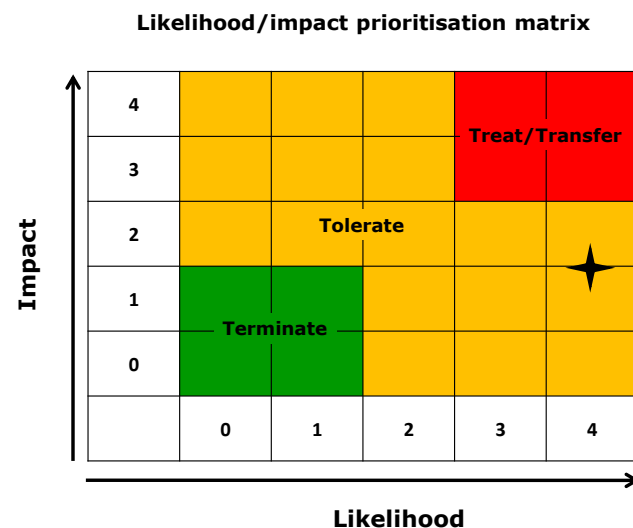 Likelihood/impact prioritisation matrix
4
Treat/Transfer
3
Impact
2
Tolerate
1
Terminate
0
0 1 2 3 4
Likelihood